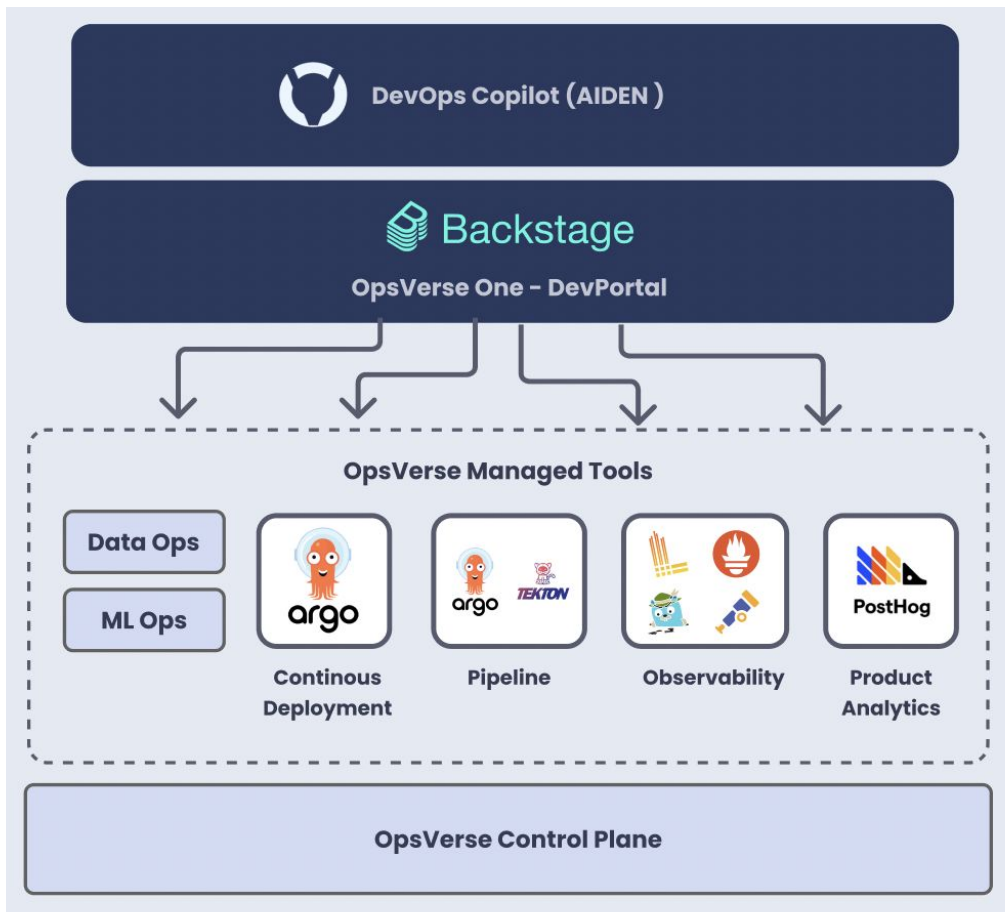 DevOps Copilot (AIDEN )
Backstage
OpsVerse One - DevPortal
OpsVerse Managed Tools
Data Ops
ML Ops
argo
argo
TEKTON
PostHog
Continous
Deployment
Pipeline
Observability
Product
Analytics
OpsVerse Control Plane